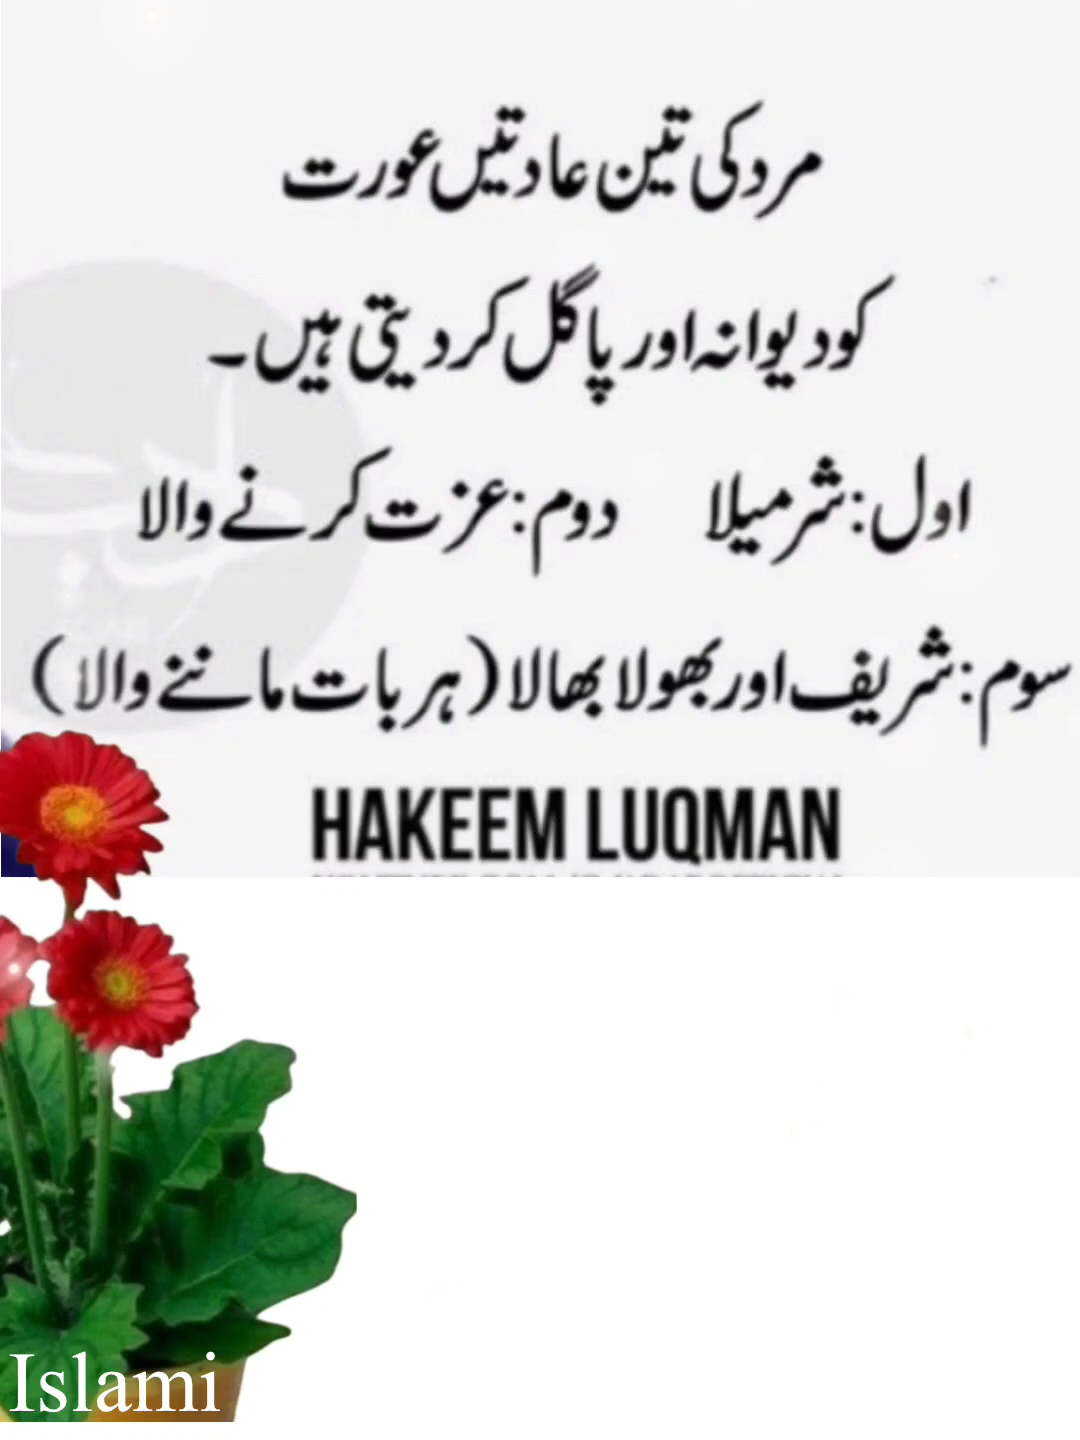 مرد کی تین عادتیں عورت
کو دیوانہ اور پاگل کر دیتی ہیں۔
اول: شرمیلا دوم: عزت کرنے والا
سوم: شریف اور بھولا بھالا (ہر بات ماننے والا)
HAKEEM LUQMAN
Islami